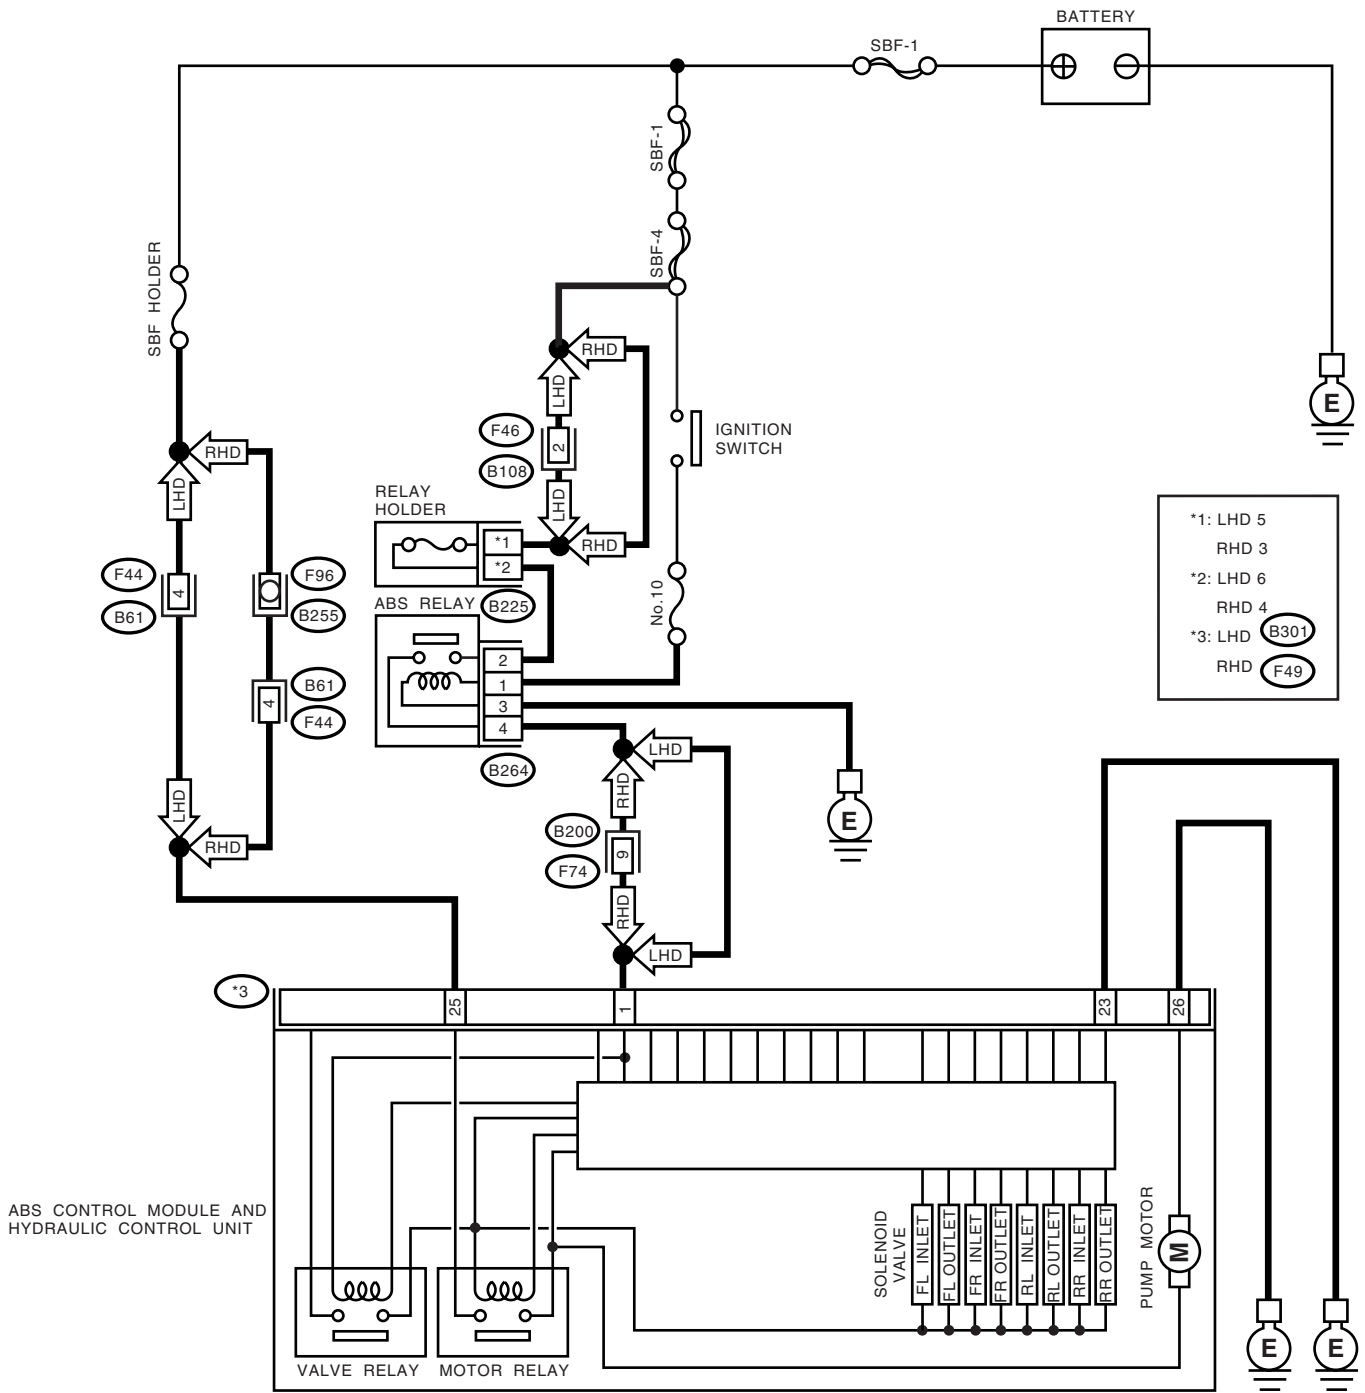 BATTERY
SBF-1
SBF-1
SBF-4
SBF HOLDER
RHD
LHD
F46
2
B108
IGNITION
SWITCH
RHD
LHD
RELAY
HOLDER
LHD
RHD
*1
*2
E
*1: LHD 5
RHD 3
*2: LHD 6
RHD 4
*3: LHD B301
RHD F49
F44
4
B61
F96
B255
ABS RELAY
B225
No.10
2
1
3
4
B61
4
F44
B264
LHD
RHD
LHD
RHD
B200
9
F74
E
RHD
LHD
*3
25
1
23
26
ABS CONTROL MODULE AND
HYDRAULIC CONTROL UNIT
SOLENOID
VALVE
FL INLET
FL OUTLET
FR INLET
FR OUTLET
RL INLET
RL OUTLET
RR INLET
RR OUTLET
PUMP MOTOR
M
VALVE RELAY
MOTOR RELAY
E
E